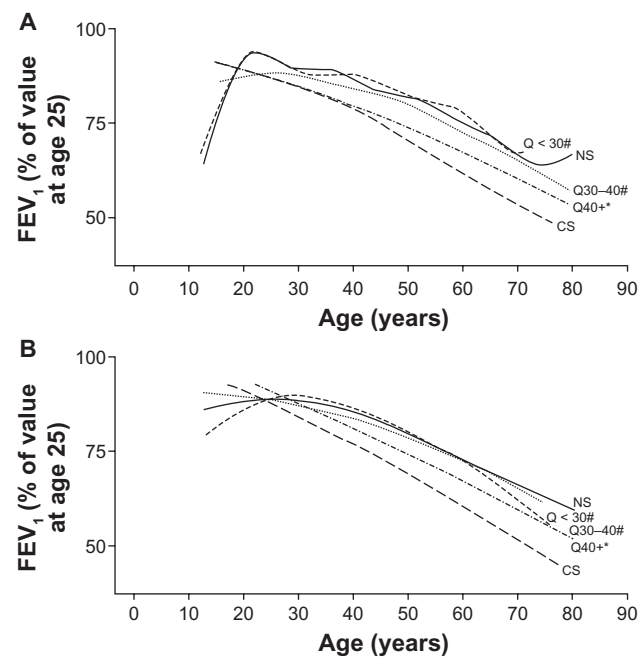 A
100
75
50
FEV1 (% of value
at age 25)
Q < 30#
NS
Q30–40#
Q40+*
CS
0 10 20 30 40 50 60 70 80 90
Age (years)
B
100
75
50
FEV1 (% of value
at age 25)
NS
Q < 30#
Q30–40#
Q40+*
CS
0 10 20 30 40 50 60 70 80 90
Age (years)